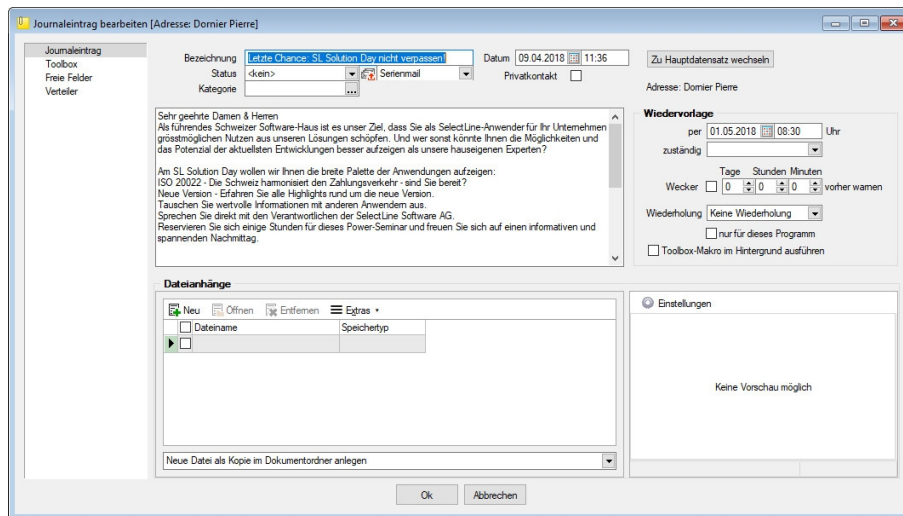 Journaleintrag bearbeiten [Adresse: Dornier Pierre]
Journaleintrag
Toolbox
Freie Felder
Verteiler
Bezeichnung Letzte Chance: SL Solution Day nicht verpassen! Datum 09.04.2018 11:36
Status <kein> Serienmail Privatkontakt
Kategorie ...
Zu Hauptdatensatz wechseln
Adresse: Dornier Pierre
Sehr geehrte Damen & Herren
Als führendes Schweizer Software-Haus ist es unser Ziel, dass Sie als SelectLine-Anwender für Ihr Unternehmen
grösstmöglichen Nutzen aus unseren Lösungen schöpfen. Und wer sonst könnte Ihnen die Möglichkeiten und
das Potenzial der aktuellsten Entwicklungen besser aufzeigen als unsere hauseigenen Experten?
Am SL Solution Day wollen wir Ihnen die breite Palette der Anwendungen aufzeigen:
ISO 20022 - Die Schweiz harmonisiert den Zahlungsverkehr - sind Sie bereit?
Neue Version - Erfahren Sie alle Highlights rund um die neue Version.
Tauschen Sie wertvolle Informationen mit anderen Anwendern aus.
Sprechen Sie direkt mit den Verantwortlichen der SelectLine Software AG.
Reservieren Sie sich einige Stunden für dieses Power-Seminar und freuen Sie sich auf einen informativen und
spannenden Nachmittag.
Wiedervorlage
per 01.05.2018 08:30 Uhr
zuständig
Tage Stunden Minuten
Wecker 0 0 0 vorher warnen
Wiederholung Keine Wiederholung
nur für dieses Programm
Toolbox-Makro im Hintergrund ausführen
Dateianhänge
Neu Öffnen Entfernen Extras
Dateiname Speichertyp
Neue Datei als Kopie im Dokumentordner anlegen
Einstellungen
Keine Vorschau möglich
Ok Abbrechen